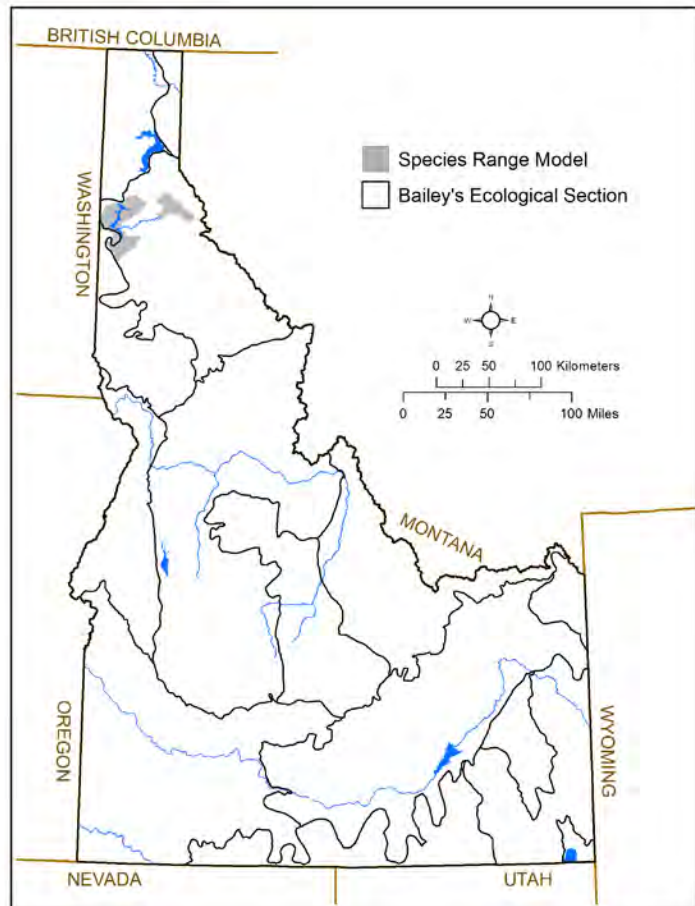 BRITISH COLUMBIA
WASHINGTON
Species Range Model
Bailey's Ecological Section
N
W E
S
0 25 50 100 Kilometers
0 25 50 100 Miles
MONTANA
OREGON
WYOMING
NEVADA
UTAH